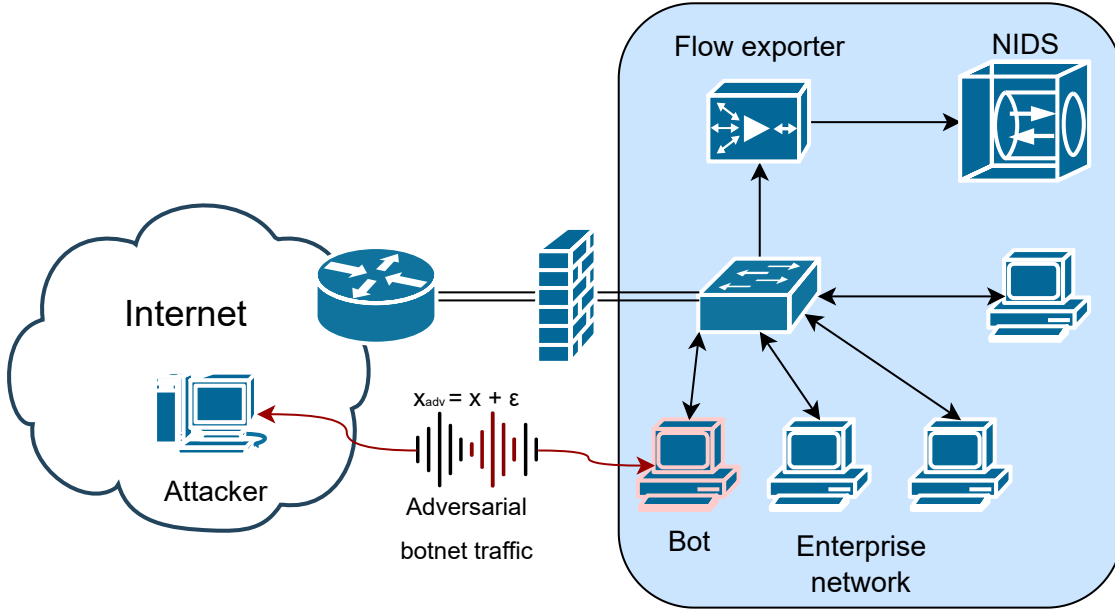 Flow exporter
NIDS
Internet
xadv = x + ε
Attacker
Adversarial
botnet traffic
Bot
Enterprise
network